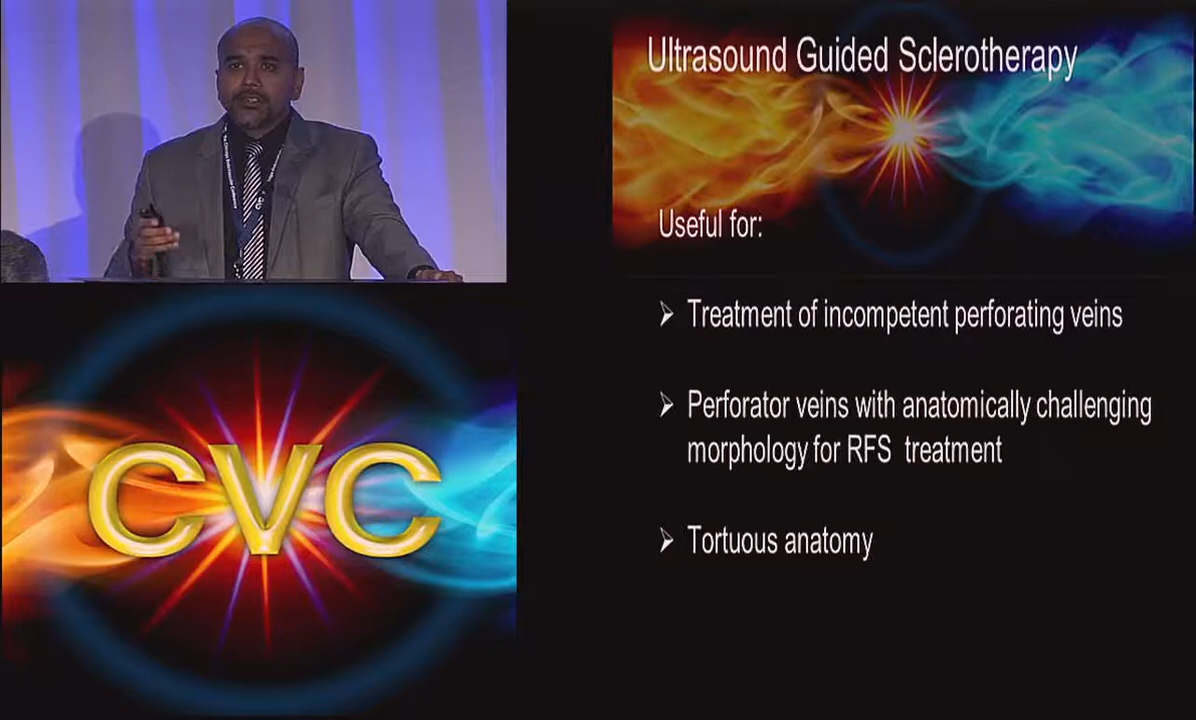 Ultrasound Guided Sclerotherapy
Useful for:
Treatment of incompetent perforating veins
Perforator veins with anatomically challenging
morphology for RFS treatment
Tortuous anatomy
CVC